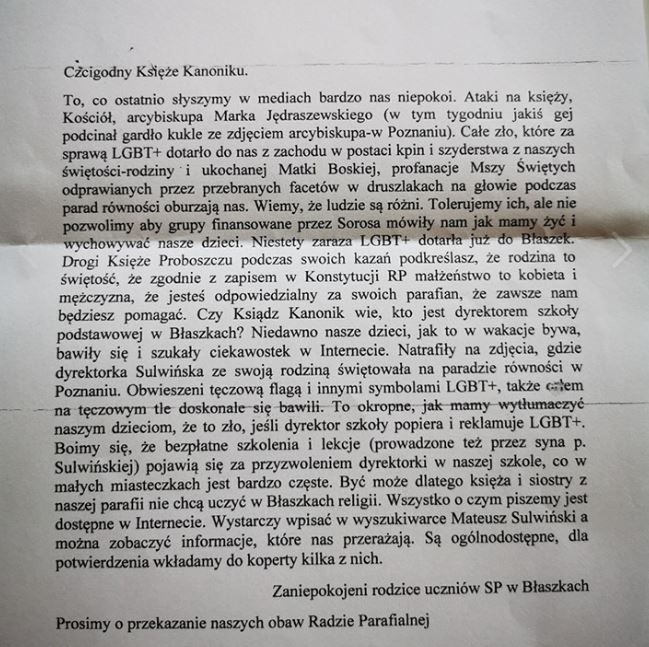 Czcigodny Księże Kanoniku.
To, co ostatnio słyszymy w mediach bardzo nas niepokoi. Ataki na księży,
Kościół, arcybiskupa Marka Jędraszewskiego (w tym tygodniu jakiś gej
podcinał gardło kukle ze zdjęciem arcybiskupa-w Poznaniu). Całe zło, które za
sprawą LGBT+ dotarło do nas z zachodu w postaci kpin i szyderstwa z naszych
świętości-rodziny i ukochanej Matki Boskiej, profanacje Mszy Świętych
odprawianych przez przebranych facetów w druszlakach na głowie podczas
parad równości oburzają nas. Wiemy, że ludzie są różni. Tolerujemy ich, ale nie
pozwolimy aby grupy finansowane przez Sorosa mówiły nam jak mamy żyć i
wychowywać nasze dzieci. Niestety zaraza LGBT+ dotarła już do Błaszek.
Drogi Księże Proboszczu podczas swoich kazań podkreślasz, że rodzina to
świętość, że zgodnie z zapisem w Konstytucji RP małżeństwo to kobieta i
mężczyzna, że jesteś odpowiedzialny za swoich parafian, że zawsze nam
będziesz pomagać. Czy Ksiądz Kanonik wie, kto jest dyrektorem szkoły
podstawowej w Błaszkach? Niedawno nasze dzieci, jak to w wakacje bywa,
bawiły się i szukały ciekawostek w Internecie. Natrafiły na zdjęcia, gdzie
dyrektorka Sulwińska ze swoją rodziną świętowała na paradzie równości w
Poznaniu. Obwieszeni tęczową flagą i innymi symbolami LGBT+, także
na tęczowym tle doskonale się bawili. To okropne, jak mamy wytłumaczyć
naszym dzieciom, że to zło, jeśli dyrektor szkoły popiera i reklamuje LGBT+.
Boimy się, że bezpłatne szkolenia i lekcje (prowadzone też przez syna p.
Sulwińskiej) pojawią się za przyzwoleniem dyrektorki w naszej szkole, co w
małych miasteczkach jest bardzo częste. Być może dlatego księża i siostry z
naszej parafii nie chcą uczyć w Błaszkach religii. Wszystko o czym piszemy jest
dostępne w Internecie. Wystarczy wpisać w wyszukiwarce Mateusz Sulwiński a
można zobaczyć informacje, które nas przerażają. Są ogólnodostępne, dla
potwierdzenia wkładamy do koperty kilka z nich.
Zaniepokojeni rodzice uczniów SP w Błaszkach
Prosimy o przekazanie naszych obaw Radzie Parafialnej